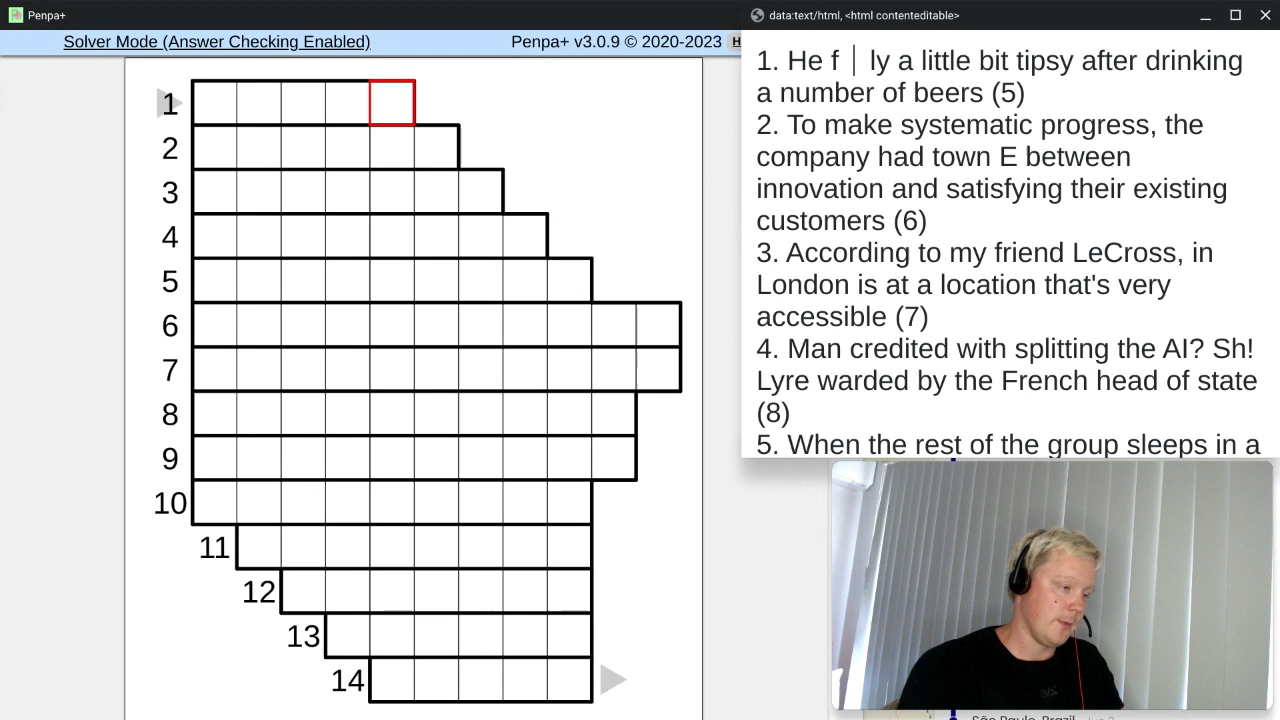 Penpa+
data:text/html, <html contenteditable>
Solver Mode (Answer Checking Enabled)
Penpa+ v3.0.9 © 2020-2023
H
1. He f | ly a little bit tipsy after drinking
a number of beers (5)
2. To make systematic progress, the
company had town E between
innovation and satisfying their existing
customers (6)
3. According to my friend LeCross, in
London is at a location that's very
accessible (7)
4. Man credited with splitting the AI? Sh!
Lyre warded by the French head of state
(8)
5. When the rest of the group sleeps in a
1
2
3
4
5
6
7
8
9
10
11
12
13
14
São Paulo, Brazil